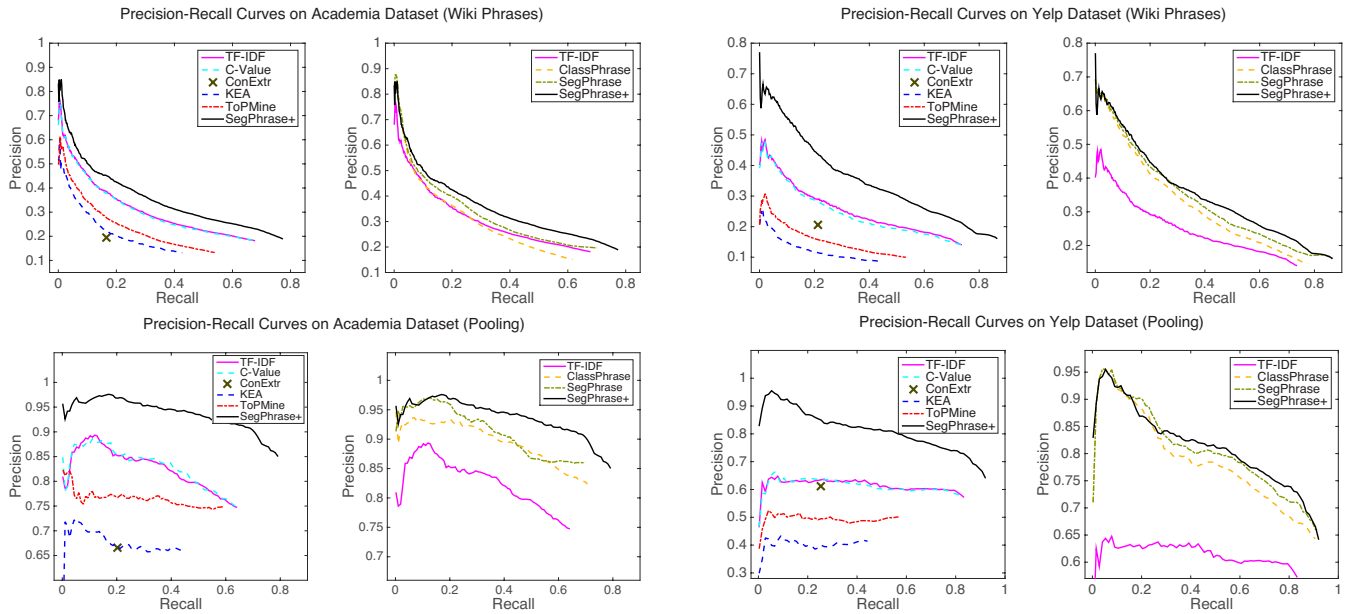 Precision-Recall Curves on Academia Dataset (Wiki Phrases)
Precision
1
0.9
0.8
0.7
0.6
0.5
0.4
0.3
0.2
0.1
0 0.2 0.4 0.6 0.8
Recall
TF-IDF
C-Value
ConExtr
KEA
ToPMine
SegPhrase+
Precision
1
0.9
0.8
0.7
0.6
0.5
0.4
0.3
0.2
0.1
0 0.2 0.4 0.6 0.8
Recall
TF-IDF
ClassPhrase
SegPhrase
SegPhrase+
Precision-Recall Curves on Yelp Dataset (Wiki Phrases)
Precision
0.8
0.7
0.6
0.5
0.4
0.3
0.2
0.1
0 0.2 0.4 0.6 0.8 1
Recall
TF-IDF
C-Value
ConExtr
KEA
ToPMine
SegPhrase+
Precision
0.8
0.7
0.6
0.5
0.4
0.3
0.2
0 0.2 0.4 0.6 0.8
Recall
TF-IDF
ClassPhrase
SegPhrase
SegPhrase+
Precision-Recall Curves on Academia Dataset (Pooling)
Precision
1
0.95
0.9
0.85
0.8
0.75
0.7
0.65
0 0.2 0.4 0.6 0.8 1
Recall
TF-IDF
C-Value
ConExtr
KEA
ToPMine
SegPhrase+
Precision
1
0.95
0.9
0.85
0.8
0.75
0.7
0 0.2 0.4 0.6 0.8 1
Recall
TF-IDF
ClassPhrase
SegPhrase
SegPhrase+
Precision-Recall Curves on Yelp Dataset (Pooling)
Precision
1
0.9
0.8
0.7
0.6
0.5
0.4
0.3
0 0.2 0.4 0.6 0.8 1
Recall
TF-IDF
C-Value
ConExtr
KEA
ToPMine
SegPhrase+
Precision
0.95
0.9
0.85
0.8
0.75
0.7
0.65
0.6
0 0.2 0.4 0.6 0.8 1
Recall
TF-IDF
ClassPhrase
SegPhrase
SegPhrase+